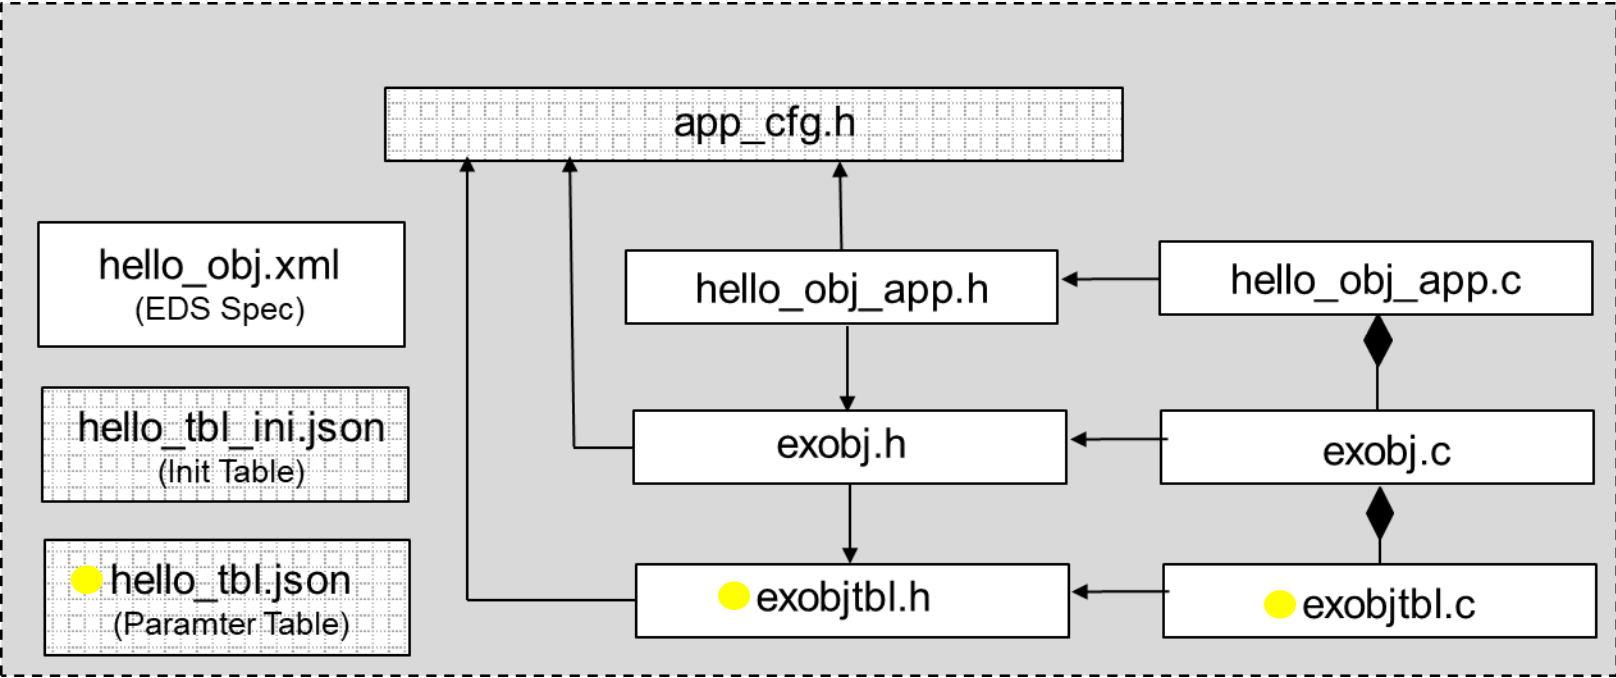 app_cfg.h
hello_obj.xml
(EDS Spec)
hello_obj_app.h
hello_obj_app.c
hello_tbl_ini.json
(Init Table)
exobj.h
exobj.c
hello_tbl.json
(Paramter Table)
exobjtbl.h
exobjtbl.c